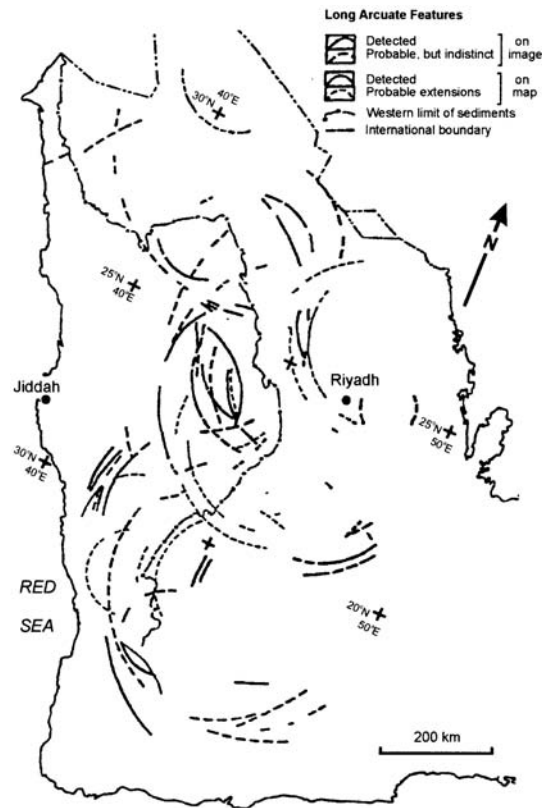 Long Arcuate Features
Detected
Probable, but indistinct
on
image
Detected
Probable extensions
on
map
Western limit of sediments
International boundary
40°E
30°N
N
25°N
40°E
Jiddah
Riyadh
25°N
50°E
30°N
40°E
RED
SEA
20°N
50°E
200 km